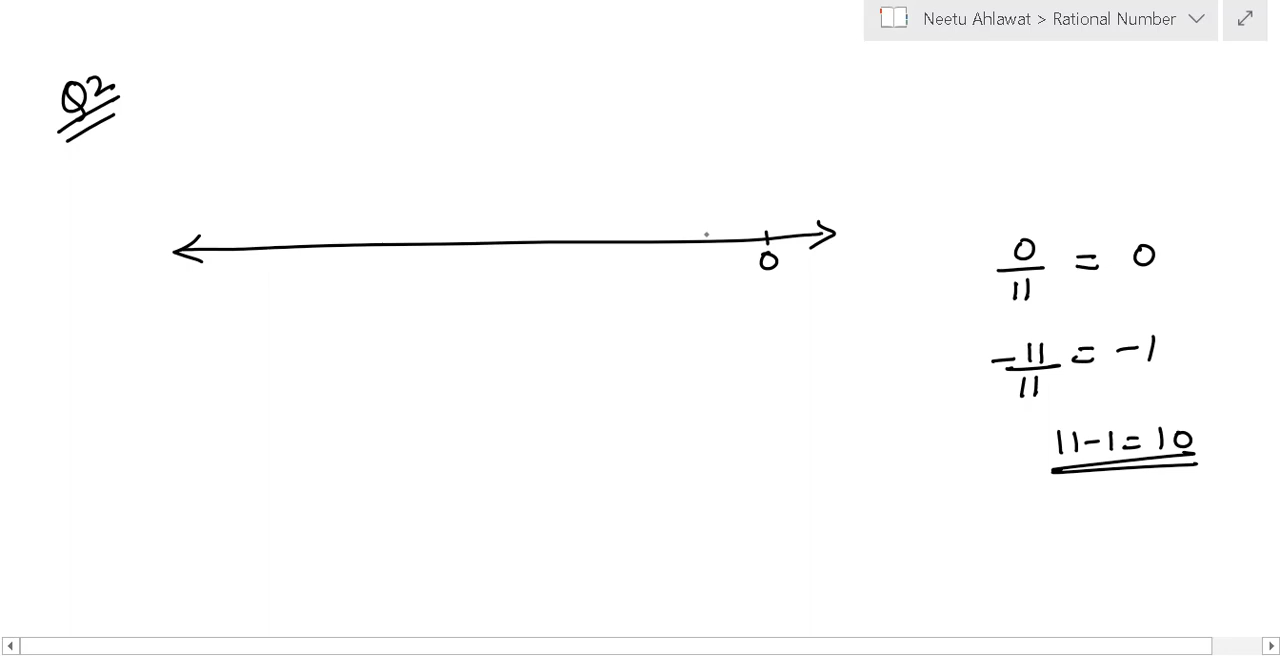 Neetu Ahlawat > Rational Number
Q2
0
0/11 = 0
-11/11 = -1
11-1=10